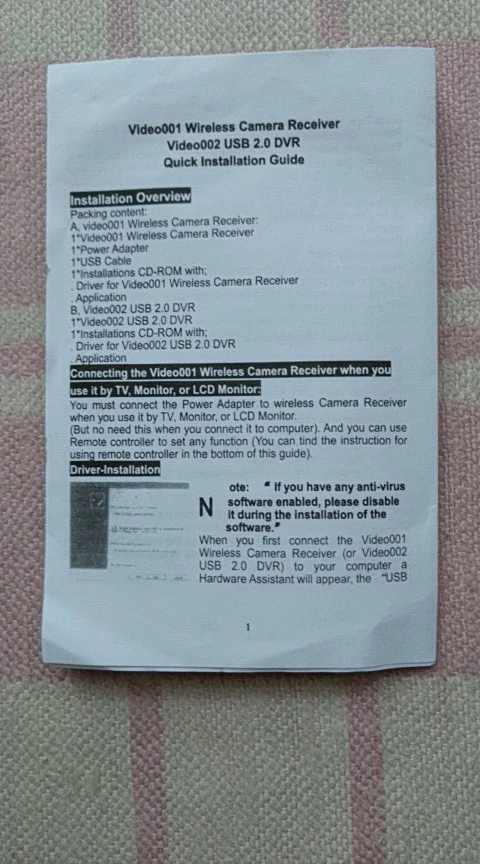 Video001 Wireless Camera Receiver
Video002 USB 2.0 DVR
Quick Installation Guide
Installation Overview
Packing content:
A, video001 Wireless Camera Receiver:
1*Video001 Wireless Camera Receiver
1*Power Adapter
1*USB Cable
1*Installations CD-ROM with;
. Driver for Video001 Wireless Camera Receiver
. Application
B, Video002 USB 2.0 DVR
1*Video002 USB 2.0 DVR
1*Installations CD-ROM with;
. Driver for Video002 USB 2.0 DVR
. Application
Connecting the Video001 Wireless Camera Receiver when you
use it by TV, Monitor, or LCD Monitor:
You must connect the Power Adapter to wireless Camera Receiver
when you use it by TV, Monitor, or LCD Monitor.
(But no need this when you connect it to computer). And you can use
Remote controller to set any function (You can tind the instruction for
using remote controller in the bottom of this guide).
Driver-Installation
Note: “ If you have any anti-virus
software enabled, please disable
it during the installation of the
software.”
When you first connect the Video001
Wireless Camera Receiver (or Video002
USB 2.0 DVR) to your computer a
Hardware Assistant will appear, the “USB
1